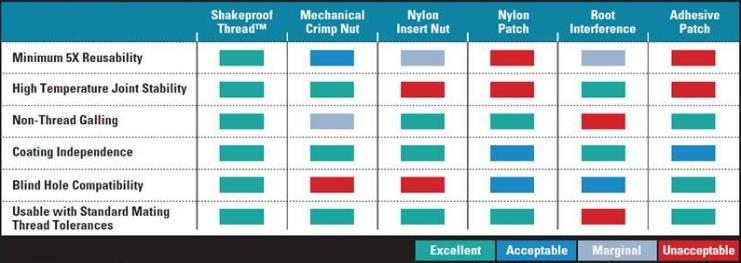 Shakeproof Mechanical Nylon Nylon Root Adhesive
Thread™ Crimp Nut Insert Nut Patch Interference Patch
Minimum 5X Reusability
High Temperature Joint Stability
Non-Thread Galling
Coating Independence
Blind Hole Compatibility
Usable with Standard Mating
Thread Tolerances
Excellent Acceptable Marginal Unacceptable